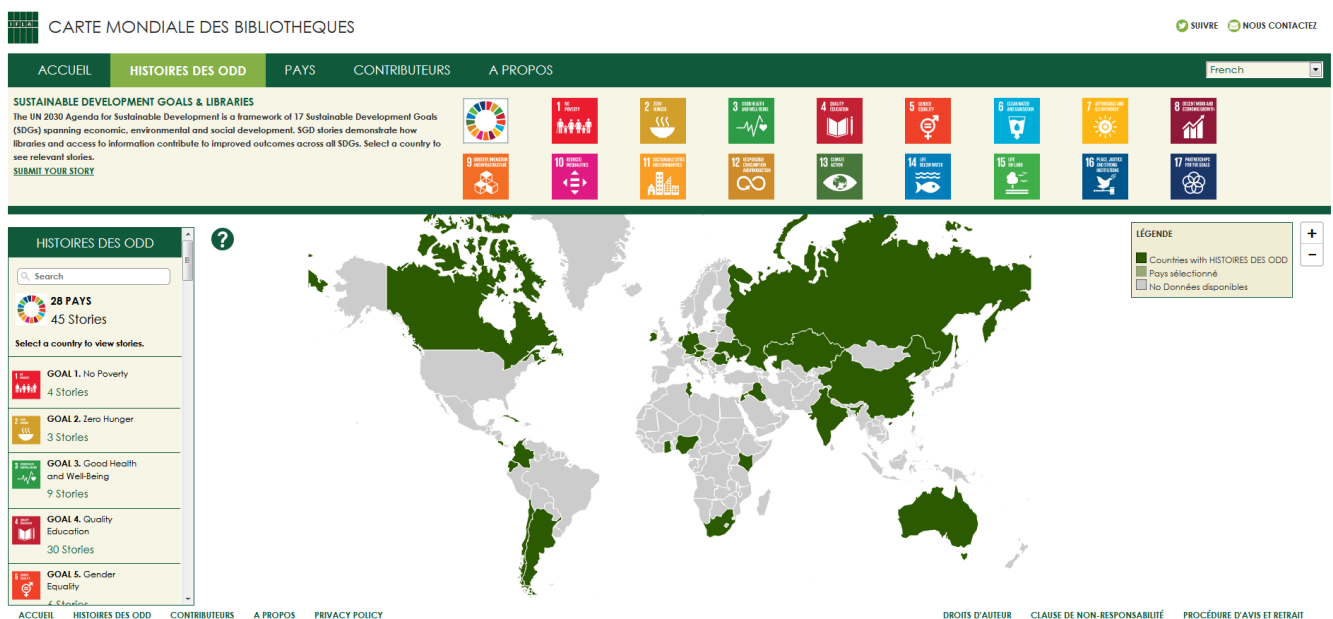 IFLA
CARTE MONDIALE DES BIBLIOTHEQUES
SUIVRE
NOUS CONTACTEZ
ACCUEIL
HISTOIRES DES ODD
PAYS
CONTRIBUTEURS
A PROPOS
French
SUSTAINABLE DEVELOPMENT GOALS & LIBRARIES
The UN 2030 Agenda for Sustainable Development is a framework of 17 Sustainable Development Goals
(SDGs) spanning economic, environmental and social development. SGD stories demonstrate how
libraries and access to information contribute to improved outcomes across all SDGs. Select a country to
see relevant stories.
SUBMIT YOUR STORY
1 NO
POVERTY
2 ZERO
HUNGER
3 GOOD HEALTH
AND WELL-BEING
4 QUALITY
EDUCATION
5 GENDER
EQUALITY
6 CLEAN WATER
AND SANITATION
7 AFFORDABLE AND
CLEAN ENERGY
8 DECENT WORK AND
ECONOMIC GROWTH
9 INDUSTRY, INNOVATION
AND INFRASTRUCTURE
10 REDUCED
INEQUALITIES
11 SUSTAINABLE CITIES
AND COMMUNITIES
12 RESPONSIBLE
CONSUMPTION
AND PRODUCTION
13 CLIMATE
ACTION
14 LIFE
BELOW WATER
15 LIFE
ON LAND
16 PEACE, JUSTICE
AND STRONG
INSTITUTIONS
17 PARTNERSHIPS
FOR THE GOALS
HISTOIRES DES ODD
Search
28 PAYS
45 Stories
Select a country to view stories.
GOAL 1. No Poverty
4 Stories
GOAL 2. Zero Hunger
3 Stories
GOAL 3. Good Health
and Well-Being
9 Stories
GOAL 4. Quality
Education
30 Stories
GOAL 5. Gender
Equality
6 Stories
?
LÉGENDE
Countries with HISTOIRES DES ODD
Pays sélectionné
No Données disponibles
+
−
ACCUEIL
HISTOIRES DES ODD
CONTRIBUTEURS
A PROPOS
PRIVACY POLICY
DROITS D'AUTEUR
CLAUSE DE NON-RESPONSABILITÉ
PROCÉDURE D'AVIS ET RETRAIT